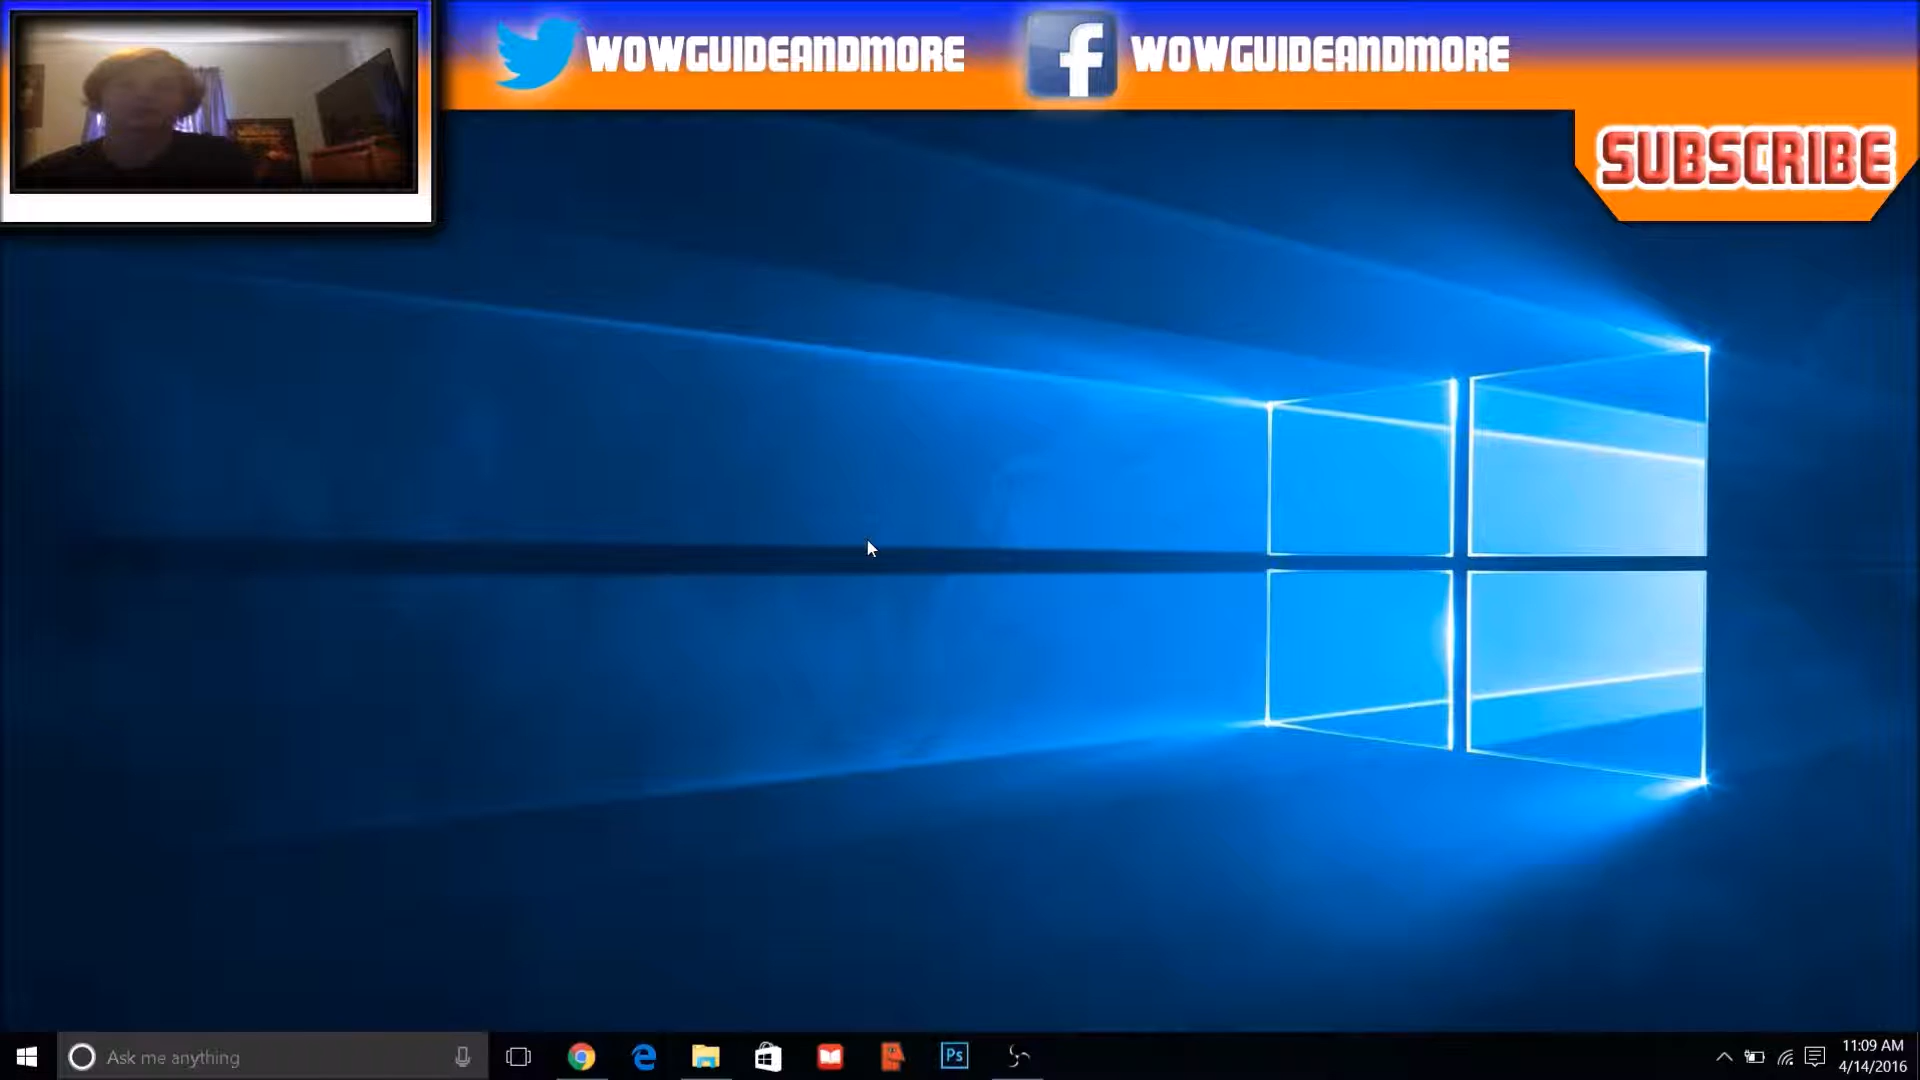 WOWGUIDEANDMORE
f WOWGUIDEANDMORE
SUBSCRIBE
Ask me anything
Ps
11:09 AM
4/14/2016